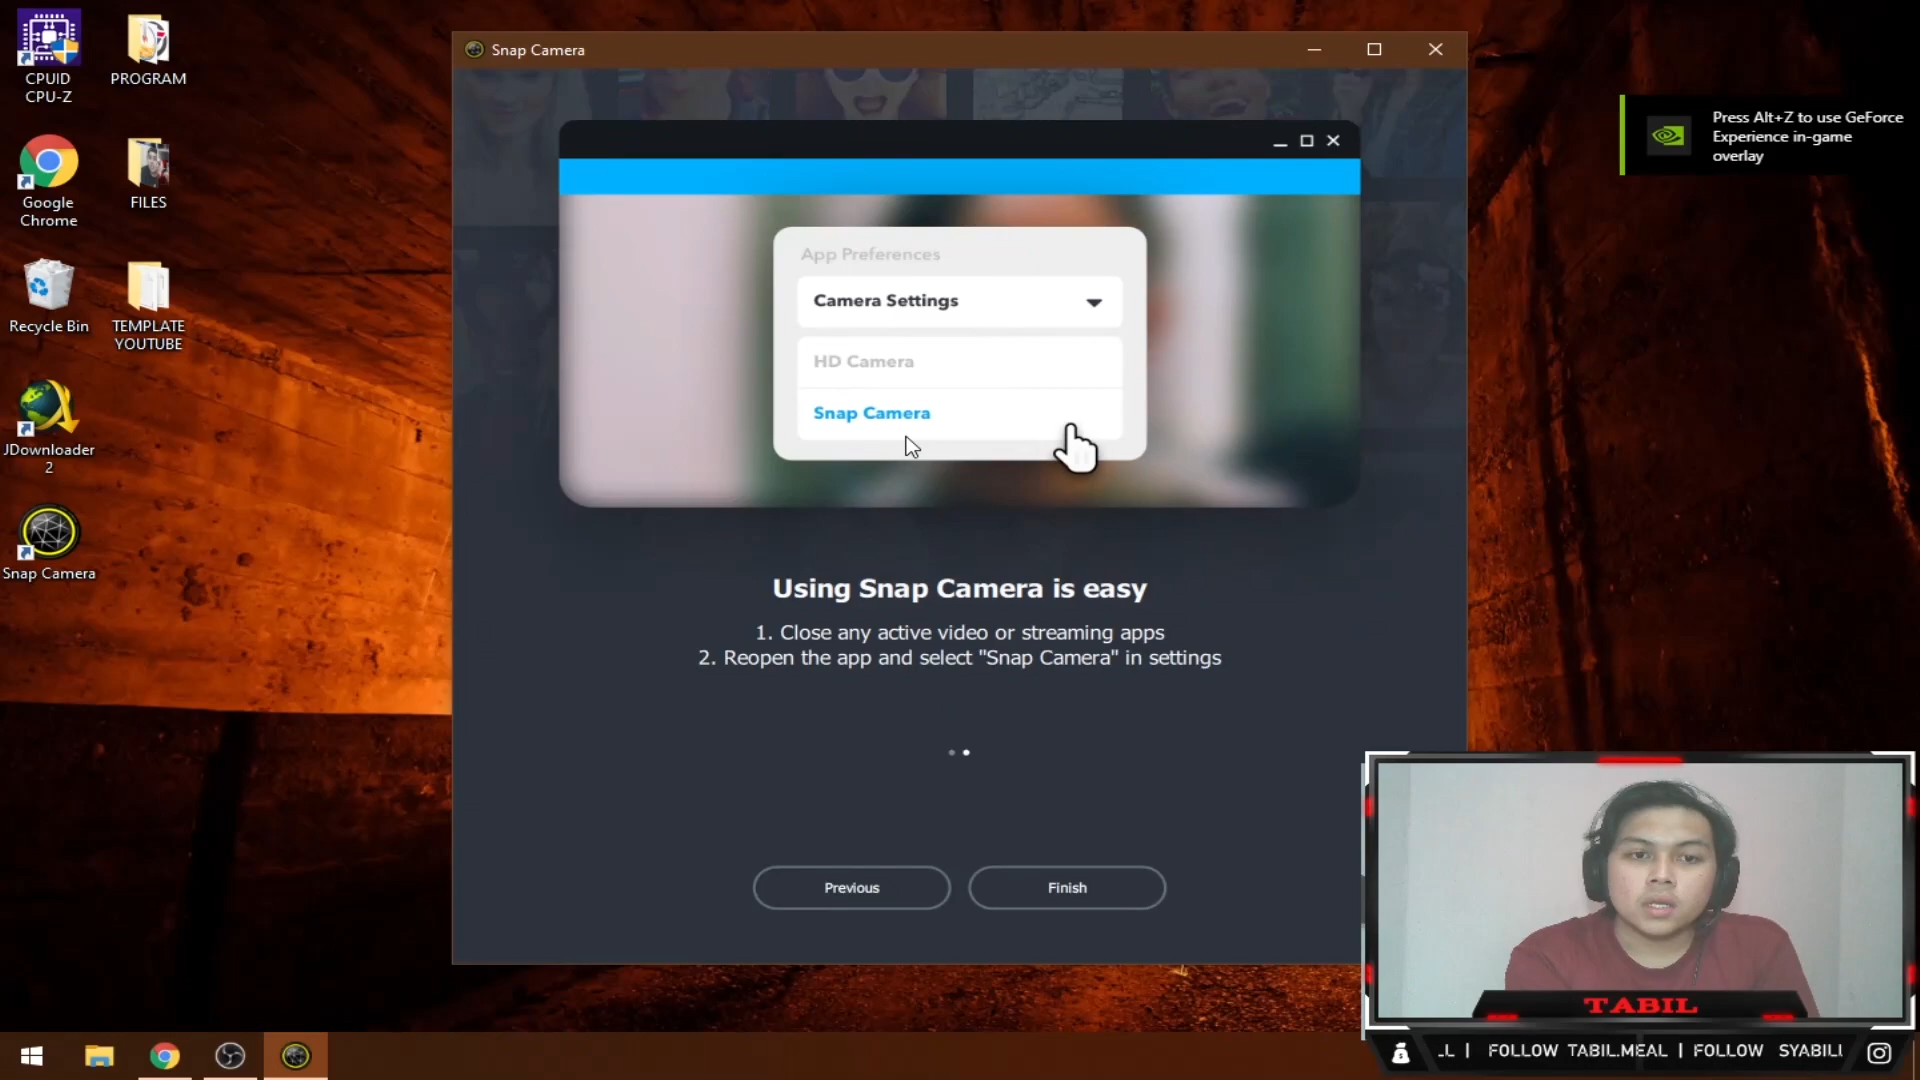 CPUID
CPU-Z
PROGRAM
Google
Chrome
FILES
Recycle Bin
TEMPLATE
YOUTUBE
JDownloader
2
Snap Camera
Snap Camera
App Preferences
Camera Settings
HD Camera
Snap Camera
Using Snap Camera is easy
1. Close any active video or streaming apps
2. Reopen the app and select "Snap Camera" in settings
Previous
Finish
Press Alt+Z to use GeForce
Experience in-game
overlay
TABIL
.L | FOLLOW TABIL.MEAL | FOLLOW